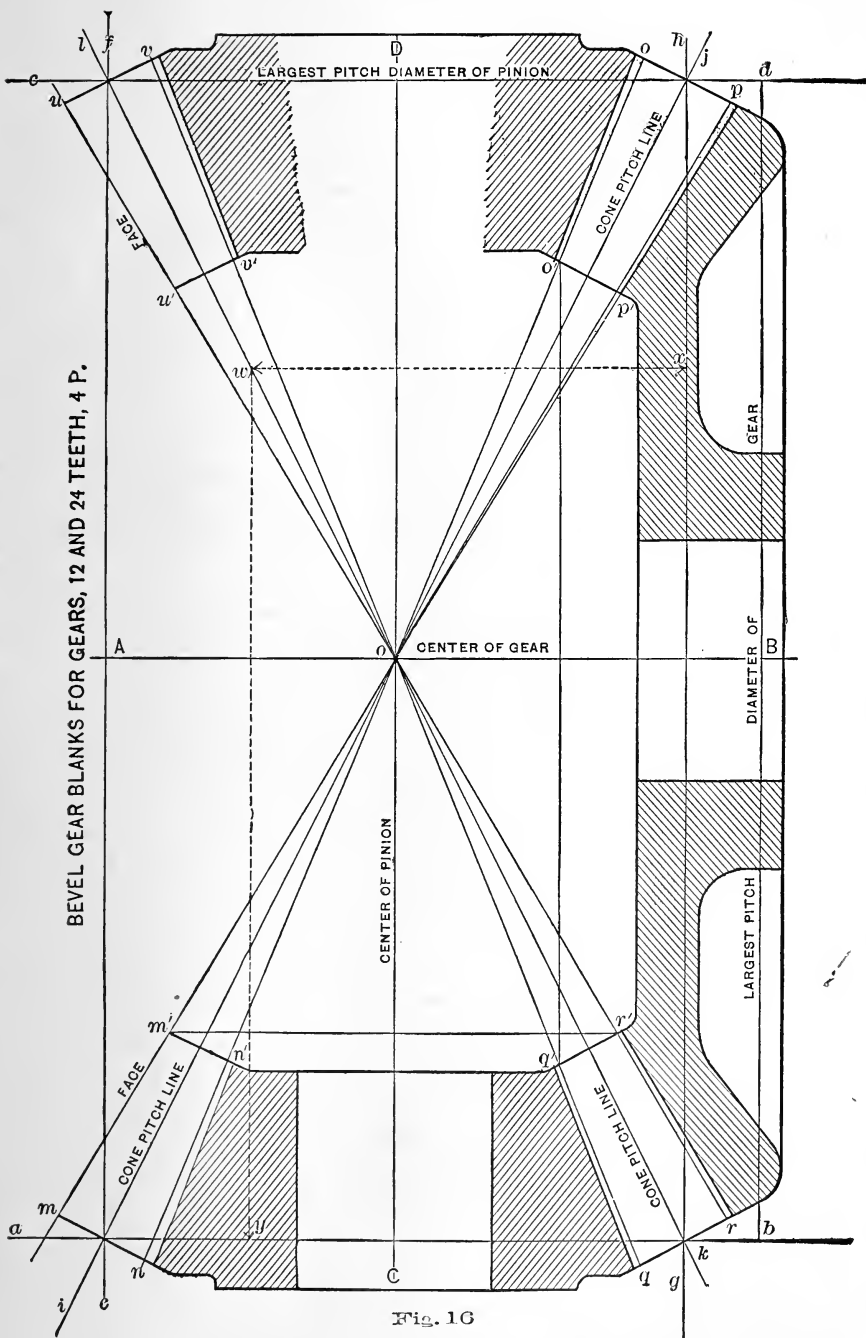 l f v D o h j
c LARGEST PITCH DIAMETER OF PINION d
u p
CONE PITCH LINE
FACE
v' o'
u' p'
w x
BEVEL GEAR BLANKS FOR GEARS, 12 AND 24 TEETH, 4 P.
GEAR
A o CENTER OF GEAR B
DIAMETER OF
CENTER OF PINION
LARGEST PITCH
m' n' q' r'
FACE
CONE PITCH LINE
CONE PITCH LINE
m r
a y k b
n q
i e C g
Fig. 16